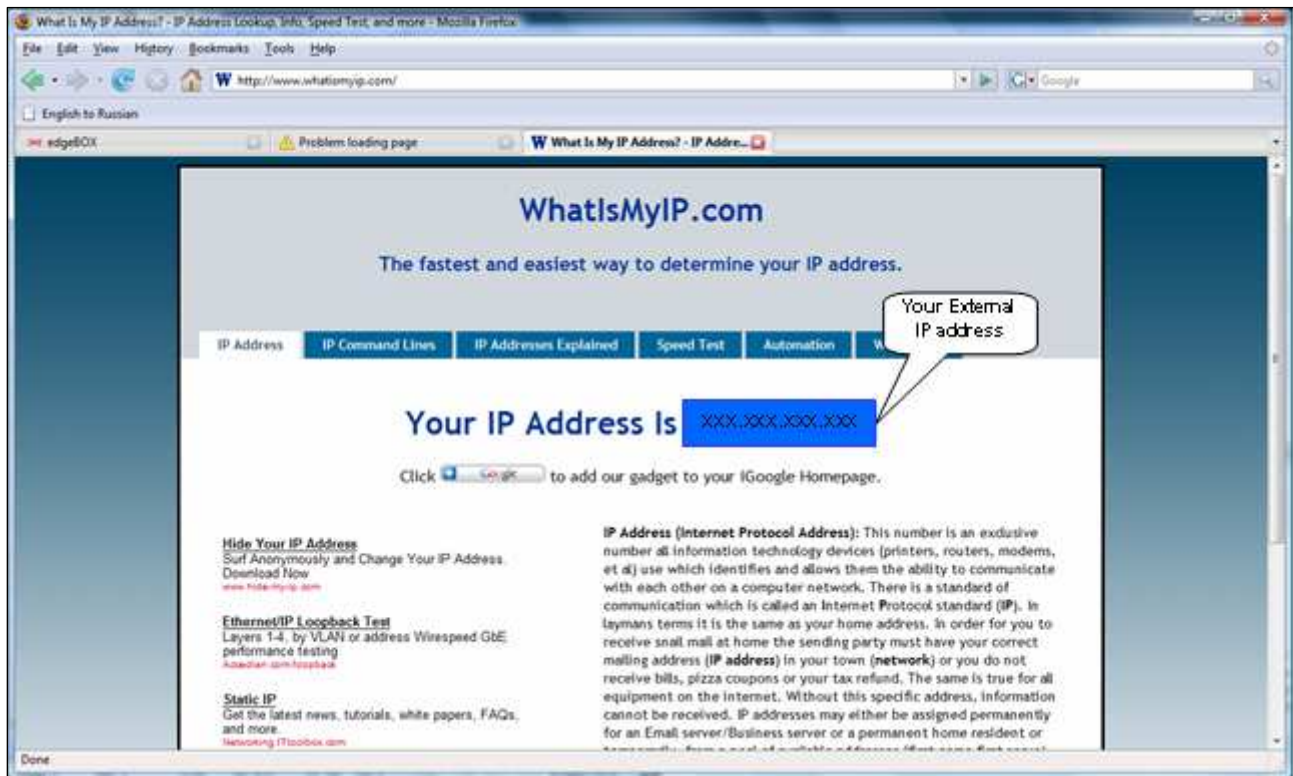 What Is My IP Address? - IP Address Lookup, Info, Speed Test, and more - Mozilla Firefox
File Edit View History Bookmarks Tools Help
http://www.whatismyip.com/
Google
English to Russian
edgeBOX
Problem loading page
What Is My IP Address? - IP Addre...
WhatIsMyIP.com
The fastest and easiest way to determine your IP address.
Your External
IP address
IP Address
IP Command Lines
IP Addresses Explained
Speed Test
Automation
W
Your IP Address Is xxx.xxx.xxx.xxx
Click Google to add our gadget to your iGoogle Homepage.
Hide Your IP Address
Surf Anonymously and Change Your IP Address.
Download Now
www.hide-my-ip.com
Ethernet/IP Loopback Test
Layers 1-4, by VLAN or address Wirespeed GbE
performance testing
Accedian.com/loopback
Static IP
Get the latest news, tutorials, white papers, FAQs,
and more.
Networking.ITtoolbox.com
IP Address (Internet Protocol Address): This number is an exclusive
number all information technology devices (printers, routers, modems,
et al) use which identifies and allows them the ability to communicate
with each other on a computer network. There is a standard of
communication which is called an Internet Protocol standard (IP). In
laymans terms it is the same as your home address. In order for you to
receive snail mail at home the sending party must have your correct
mailing address (IP address) in your town (network) or you do not
receive bills, pizza coupons or your tax refund. The same is true for all
equipment on the internet. Without this specific address, information
cannot be received. IP addresses may either be assigned permanently
for an Email server/Business server or a permanent home resident or
Done